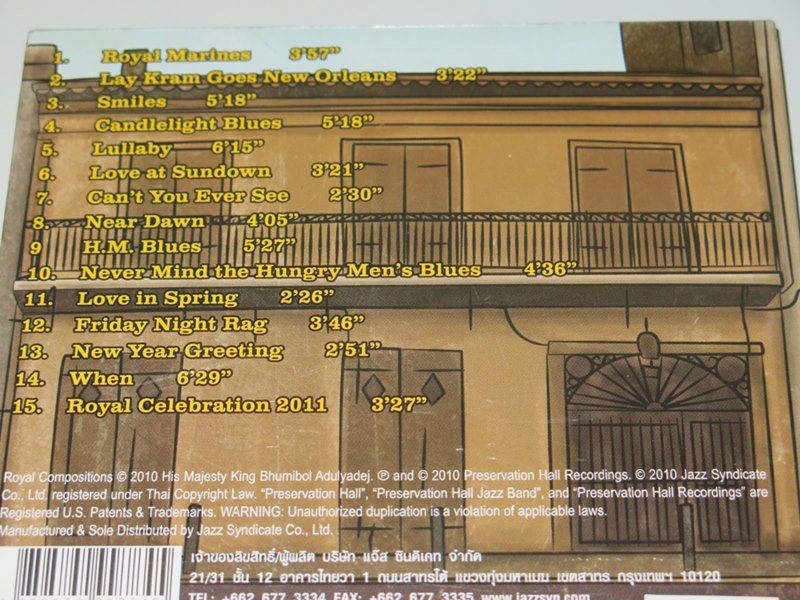 1. Royal Marines 3'57"
2. Lay Kram Goes New Orleans 3'22"
3. Smiles 5'18"
4. Candlelight Blues 5'18"
5. Lullaby 6'15"
6. Love at Sundown 3'21"
7. Can't You Ever See 2'30"
8. Near Dawn 4'05"
9 H.M. Blues 5'27"
10. Never Mind the Hungry Men's Blues 4'36"
11. Love in Spring 2'26"
12. Friday Night Rag 3'46"
13. New Year Greeting 2'51"
14. When 6'29"
15. Royal Celebration 2011 3'27"
Royal Compositions © 2010 His Majesty King Bhumibol Adulyadej. ℗ and © 2010 Preservation Hall Recordings. © 2010 Jazz Syndicate
Co., Ltd. registered under Thai Copyright Law. "Preservation Hall", "Preservation Hall Jazz Band", and "Preservation Hall Recordings" are
Registered U.S. Patents & Trademarks. WARNING: Unauthorized duplication is a violation of applicable laws.
Manufactured & Sole Distributed by Jazz Syndicate Co., Ltd.
เจ้าของลิขสิทธิ์/ผู้ผลิต บริษัท แจ๊ส ซินดิเคท จำกัด
21/31 ชั้น 12 อาคารไทยวา 1 ถนนสาทรใต้ แขวงทุ่งมหาเมฆ เขตสาทร กรุงเทพฯ 10120
TEL: +662 677 3334 FAX: +662 677 3335 www.jazzsyn.com